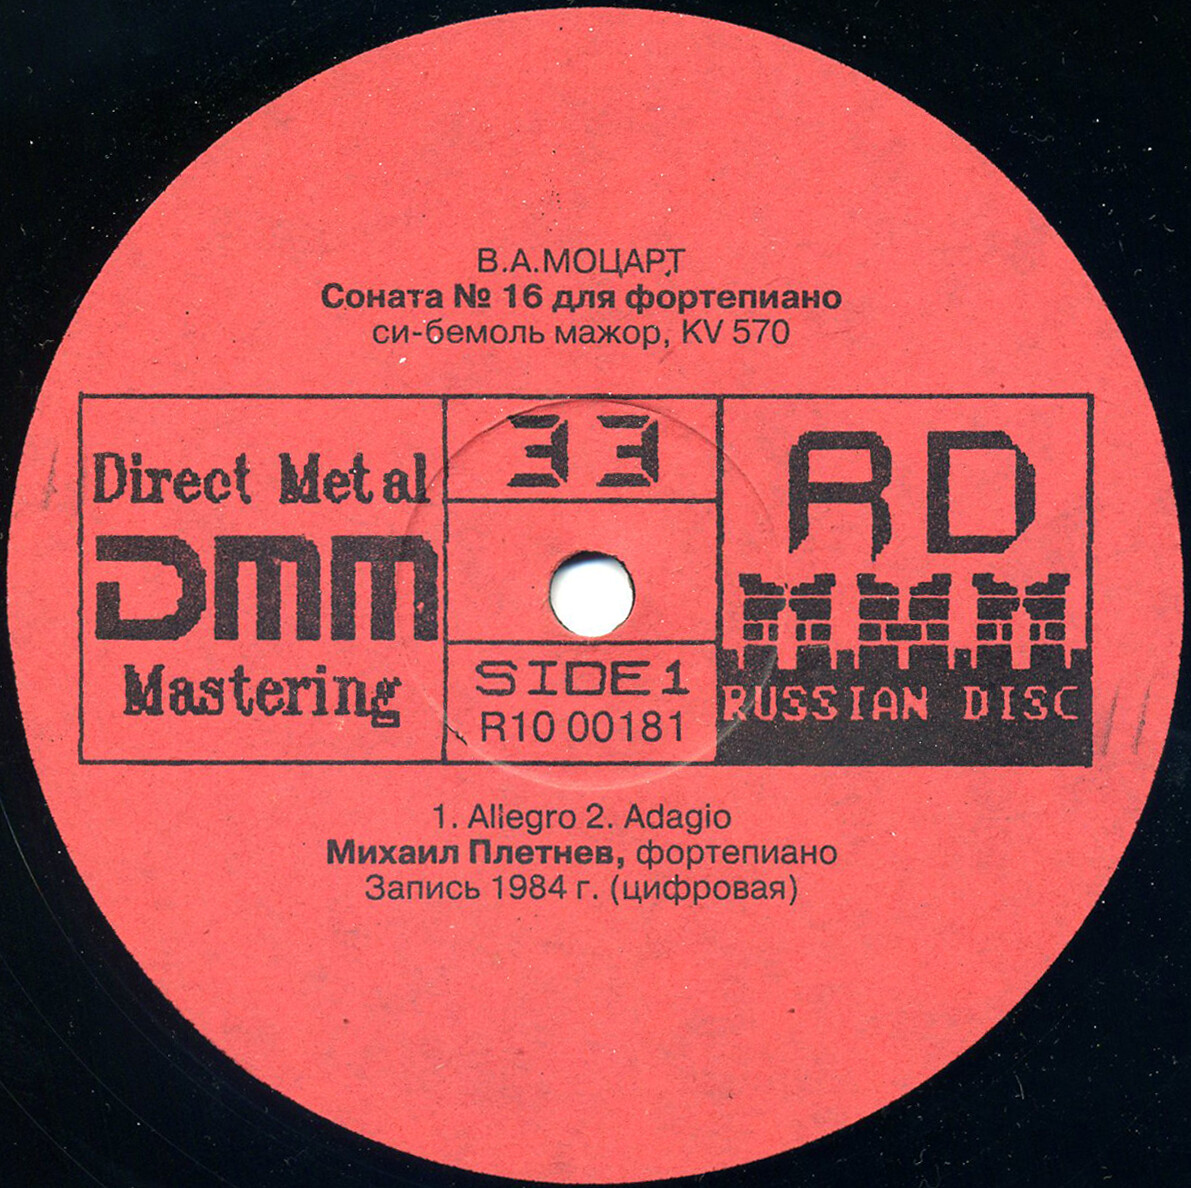 В.А.МОЦАРТ
Соната № 16 для фортепиано
си-бемоль мажор, KV 570
Direct Metal
DMM
Mastering
33
SIDE 1
R10 00181
RD
RUSSIAN DISC
1. Allegro 2. Adagio
Михаил Плетнев, фортепиано
Запись 1984 г. (цифровая)